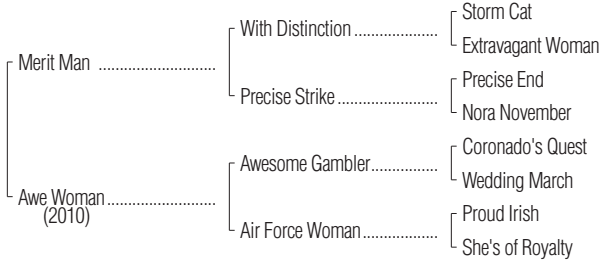 Storm Cat
With Distinction ..................
Extravagant Woman
Merit Man ..........................
Precise End
Precise Strike ......................
Nora November
Coronado's Quest
Awesome Gambler...............
Wedding March
Awe Woman ........................
(2010)
Proud Irish
Air Force Woman .................
She's of Royalty